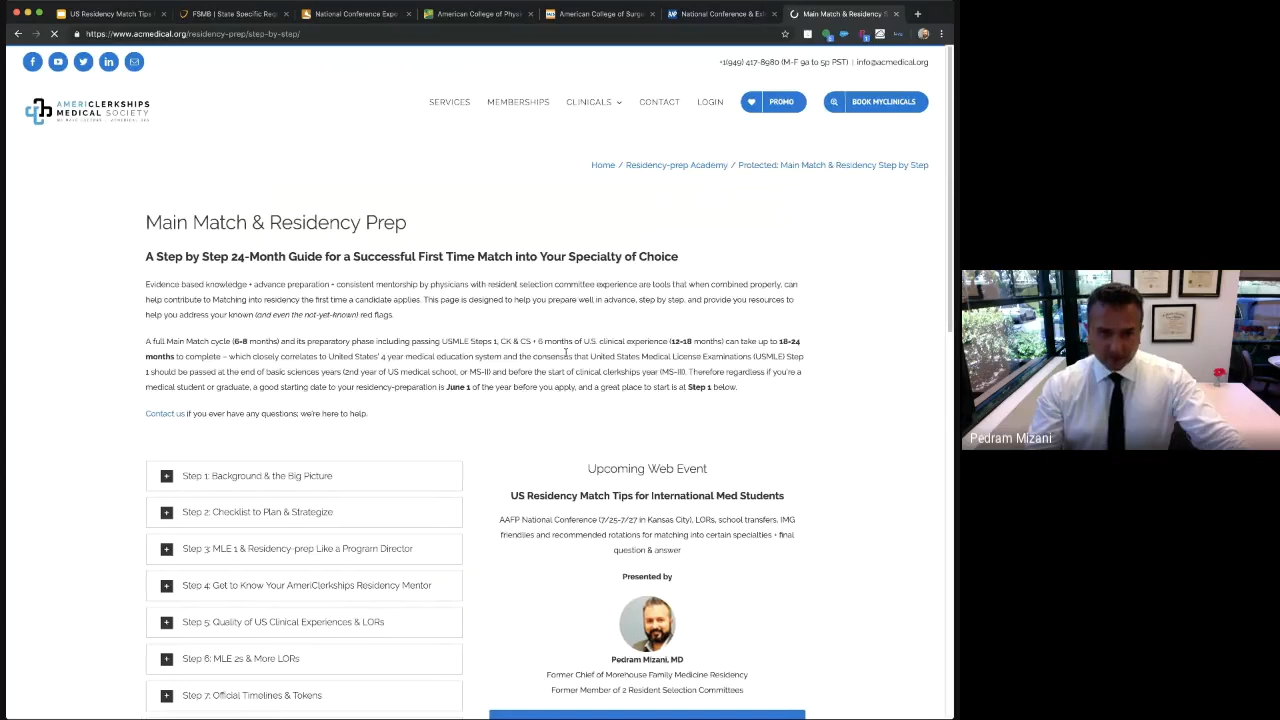 US Residency Match Tips
FSMB | State Specific Req
National Conference Expo
American College of Physi
American College of Surge
National Conference & Ex
Main Match & Residency S
https://www.acmedical.org/residency-prep/step-by-step/
+1(949) 417-8980 (M-F 9a to 5p PST) | info@acmedical.org
AMERICLERKSHIPS
MEDICAL SOCIETY
SERVICES MEMBERSHIPS CLINICALS CONTACT LOGIN PROMO BOOK MYCLINICALS
Home / Residency-prep Academy / Protected: Main Match & Residency Step by Step
Main Match & Residency Prep
A Step by Step 24-Month Guide for a Successful First Time Match into Your Specialty of Choice
Evidence based knowledge + advance preparation + consistent mentorship by physicians with resident selection committee experience are tools that when combined properly, can
help contribute to Matching into residency the first time a candidate applies. This page is designed to help you prepare well in advance, step by step, and provide you resources to
help you address your known (and even the not-yet-known) red flags.
A full Main Match cycle (6-8 months) and its preparatory phase including passing USMLE Steps 1, CK & CS + 6 months of U.S. clinical experience (12-18 months) can take up to 18-24
months to complete – which closely correlates to United States' 4 year medical education system and the consensus that United States Medical License Examinations (USMLE) Step
1 should be passed at the end of basic sciences years (2nd year of US medical school, or MS-II) and before the start of clinical clerkships year (MS-III). Therefore regardless if you're a
medical student or graduate, a good starting date to your residency-preparation is June 1 of the year before you apply, and a great place to start is at Step 1 below.
Contact us if you ever have any questions; we're here to help.
Step 1: Background & the Big Picture
Step 2: Checklist to Plan & Strategize
Step 3: MLE 1 & Residency-prep Like a Program Director
Step 4: Get to Know Your AmeriClerkships Residency Mentor
Step 5: Quality of US Clinical Experiences & LORs
Step 6: MLE 2s & More LORs
Step 7: Official Timelines & Tokens
Upcoming Web Event
US Residency Match Tips for International Med Students
AAFP National Conference (7/25-7/27 in Kansas City), LORs, school transfers, IMG
friendlies and recommended rotations for matching into certain specialties + final
question & answer
Presented by
Pedram Mizani, MD
Former Chief of Morehouse Family Medicine Residency
Former Member of 2 Resident Selection Committees
Pedram Mizani